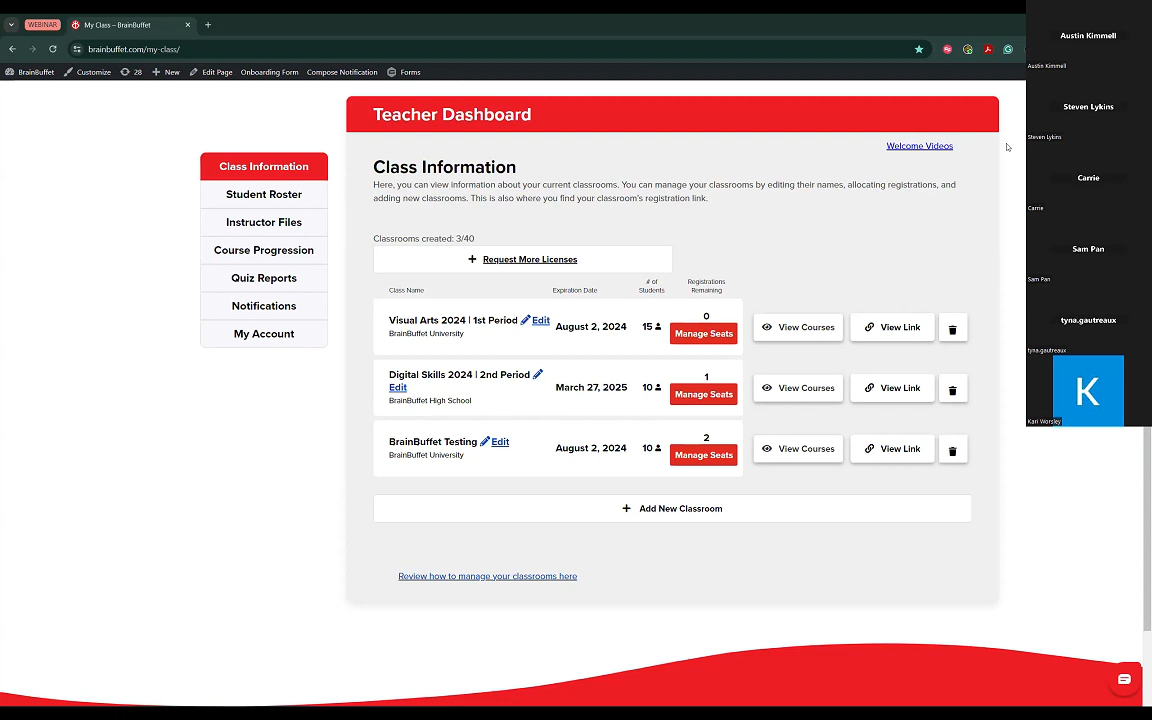 WEBINAR
My Class – BrainBuffet
brainbuffet.com/my-class/
BrainBuffet
Customize
28
New
Edit Page
Onboarding Form
Compose Notification
Forms
Teacher Dashboard
Welcome Videos
Class Information
Student Roster
Instructor Files
Course Progression
Quiz Reports
Notifications
My Account
Class Information
Here, you can view information about your current classrooms. You can manage your classrooms by editing their names, allocating registrations, and
adding new classrooms. This is also where you find your classroom's registration link.
Classrooms created: 3/40
+ Request More Licenses
Class Name
Expiration Date
# of
Students
Registrations
Remaining
Visual Arts 2024 | 1st Period Edit
BrainBuffet University
August 2, 2024
15
0
Manage Seats
View Courses
View Link
Digital Skills 2024 | 2nd Period
Edit
BrainBuffet High School
March 27, 2025
10
1
Manage Seats
View Courses
View Link
BrainBuffet Testing Edit
BrainBuffet University
August 2, 2024
10
2
Manage Seats
View Courses
View Link
+ Add New Classroom
Review how to manage your classrooms here
Austin Kimmell
Austin Kimmell
Steven Lykins
Steven Lykins
Carrie
Carrie
Sam Pan
Sam Pan
tyna.gautreaux
tyna.gautreaux
K
Kari Worsley